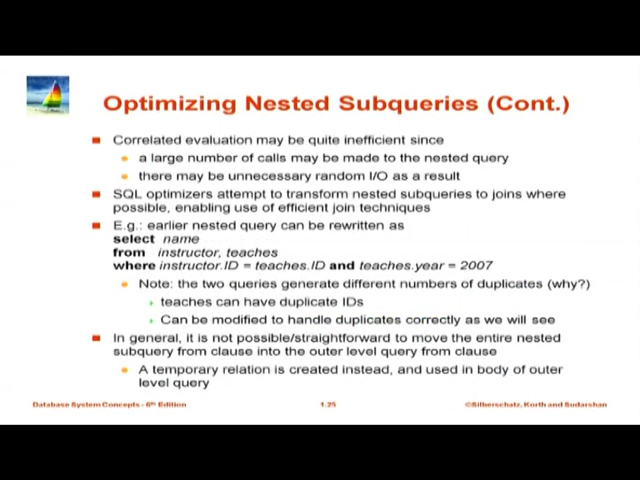 Optimizing Nested Subqueries (Cont.)
Correlated evaluation may be quite inefficient since
a large number of calls may be made to the nested query
there may be unnecessary random I/O as a result
SQL optimizers attempt to transform nested subqueries to joins where
possible, enabling use of efficient join techniques
E.g.: earlier nested query can be rewritten as
select name
from instructor, teaches
where instructor.ID = teaches.ID and teaches.year = 2007
Note: the two queries generate different numbers of duplicates (why?)
teaches can have duplicate IDs
Can be modified to handle duplicates correctly as we will see
In general, it is not possible/straightforward to move the entire nested
subquery from clause into the outer level query from clause
A temporary relation is created instead, and used in body of outer
level query
Database System Concepts - 6th Edition
1.25
©Silberschatz, Korth and Sudarshan